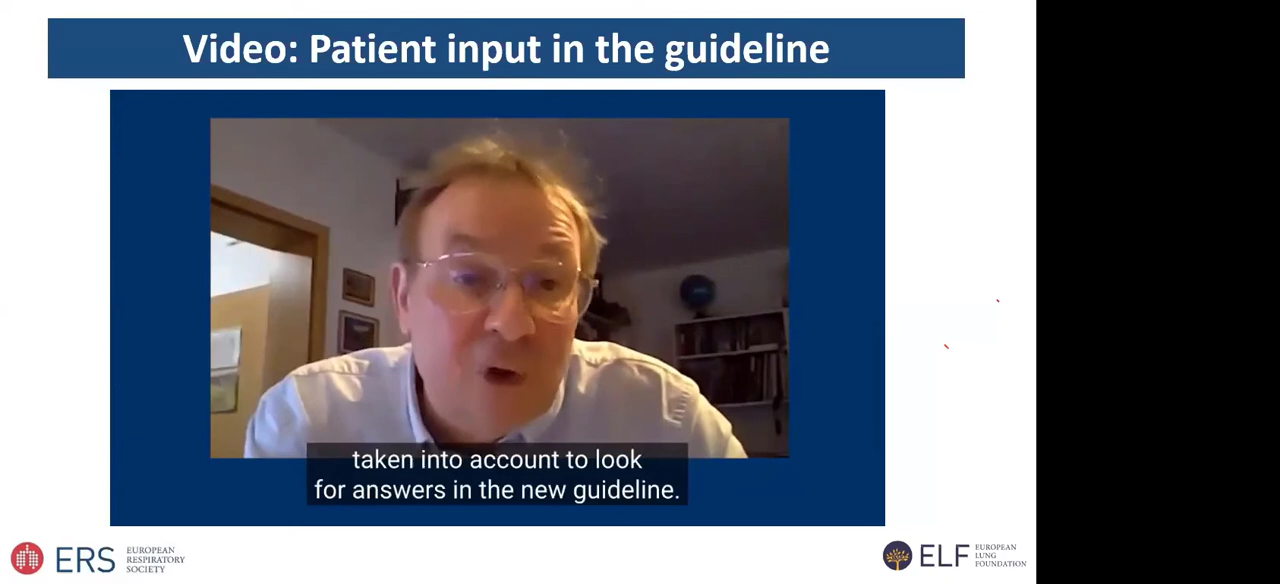 Video: Patient input in the guideline
taken into account to look
for answers in the new guideline.
ERS
EUROPEAN
RESPIRATORY
SOCIETY
ELF
EUROPEAN
LUNG
FOUNDATION